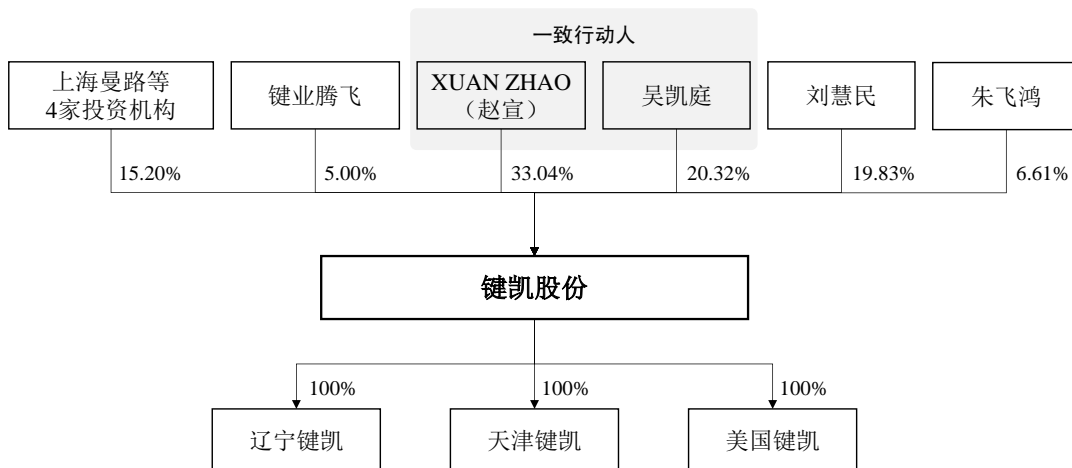 一致行动人
上海曼路等
4家投资机构
键业腾飞
XUAN ZHAO
（赵宣）
吴凯庭
刘慧民
朱飞鸿
15.20%
5.00%
33.04%
20.32%
19.83%
6.61%
键凯股份
100%
100%
100%
辽宁键凯
天津键凯
美国键凯